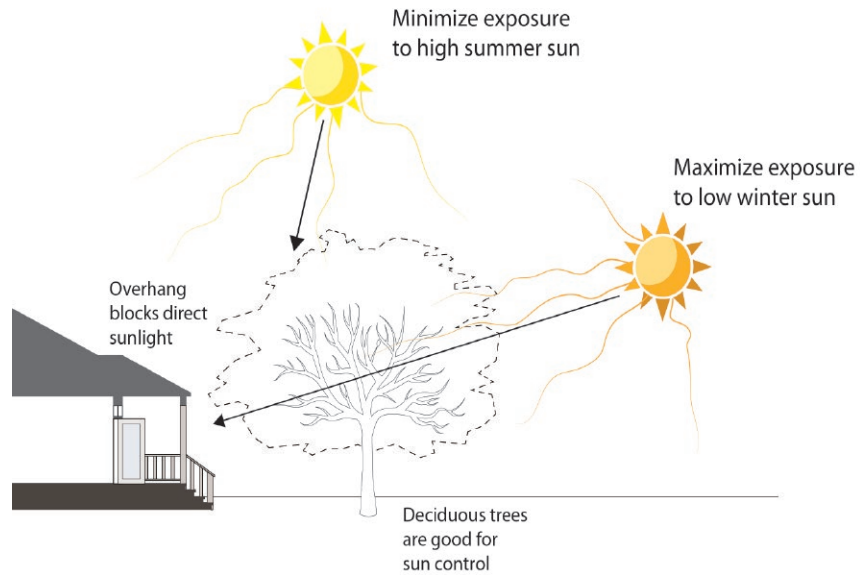 Minimize exposure
to high summer sun
Maximize exposure
to low winter sun
Overhang
blocks direct
sunlight
Deciduous trees
are good for
sun control